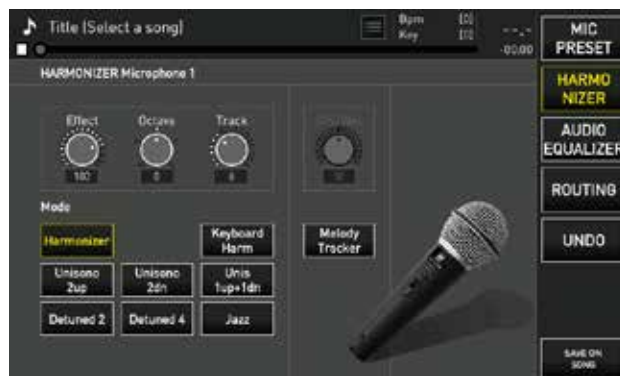 Title (Select a song)
Bpm
Key
--.-
-00:00
HARMONIZER Microphone 1
Effect
Octave
Track
100
0
Mode
Harmonizer
Keyboard
Harm
Melody
Tracker
Unisono
2up
Unisono
2dn
Unis
1up+1dn
Detuned 2
Detuned 4
Jazz
MIC
PRESET
HARMO
NIZER
AUDIO
EQUALIZER
ROUTING
UNDO
SAVE ON
SONG